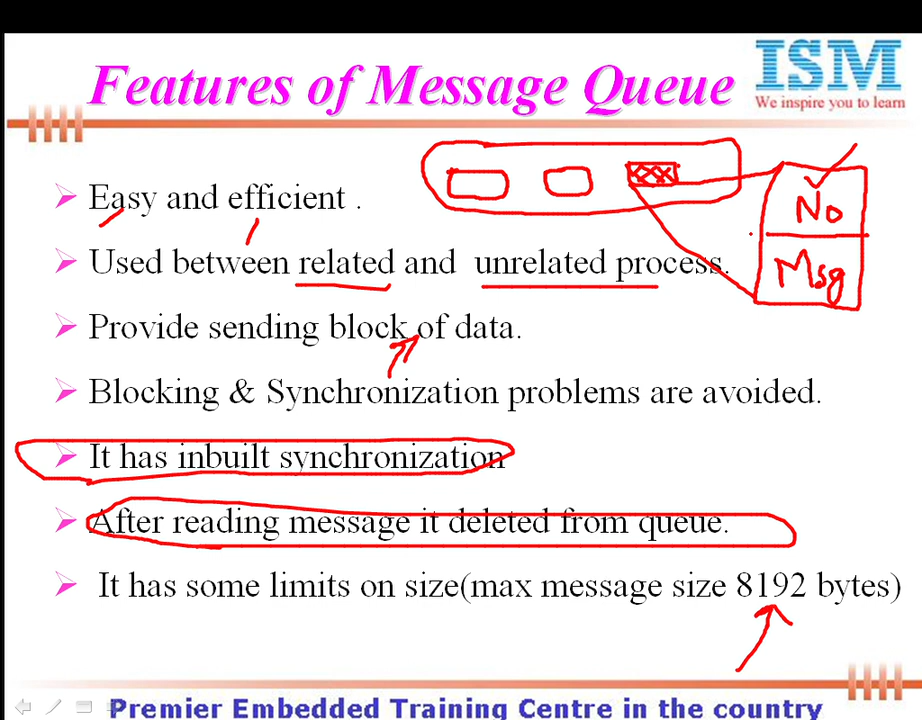 Features of Message Queue
ISM
We inspire you to learn
Easy and efficient .
No
Msg
Used between related and unrelated process.
Provide sending block of data.
Blocking & Synchronization problems are avoided.
It has inbuilt synchronization
After reading message it deleted from queue.
It has some limits on size(max message size 8192 bytes)
Premier Embedded Training Centre in the country